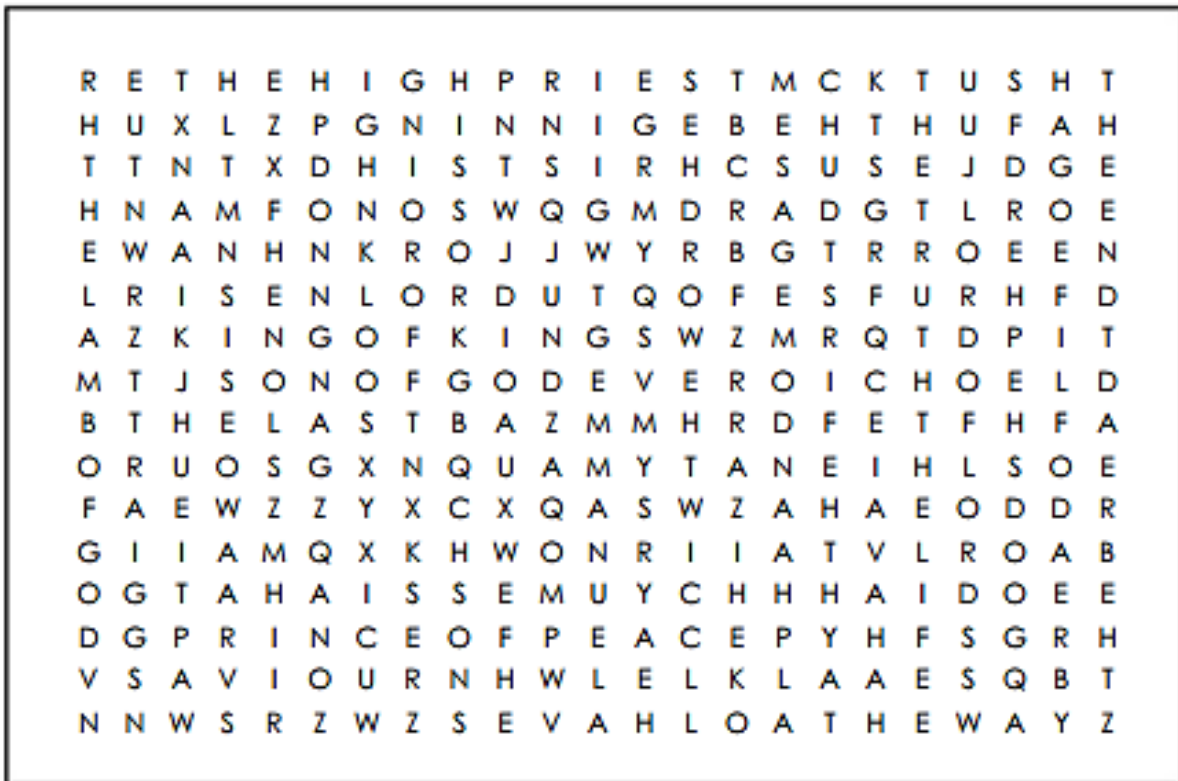 R E T H E H I G H P R I E S T M C K T U S H T
H U X L Z P G N I N N I G E B E H T H U F A H
T T N T X D H I S T S I R H C S U S E J D G E
H N A M F O N O S W Q G M D R A D G T L R O E
E W A N H N K R O J J W Y R B G T R R O E E N
L R I S E N L O R D U T Q O F E S F U R H F D
A Z K I N G O F K I N G S W Z M R Q T D P I T
M T J S O N O F G O D E V E R O I C H O E L D
B T H E L A S T B A Z M M H R D F E T F H F A
O R U O S G X N Q U A M Y T A N E I H L S O E
F A E W Z Z Y X C X Q A S W Z A H A E O D D R
G I I A M Q X K H W O N R I I A T V L R O A B
O G T A H A I S S E M U Y C H H H A I D O E E
D G P R I N C E O F P E A C E P Y H F S G R H
V S A V I O U R N H W L E L K L A A E S Q B T
N N W S R Z W Z S E V A H L O A T H E W A Y Z